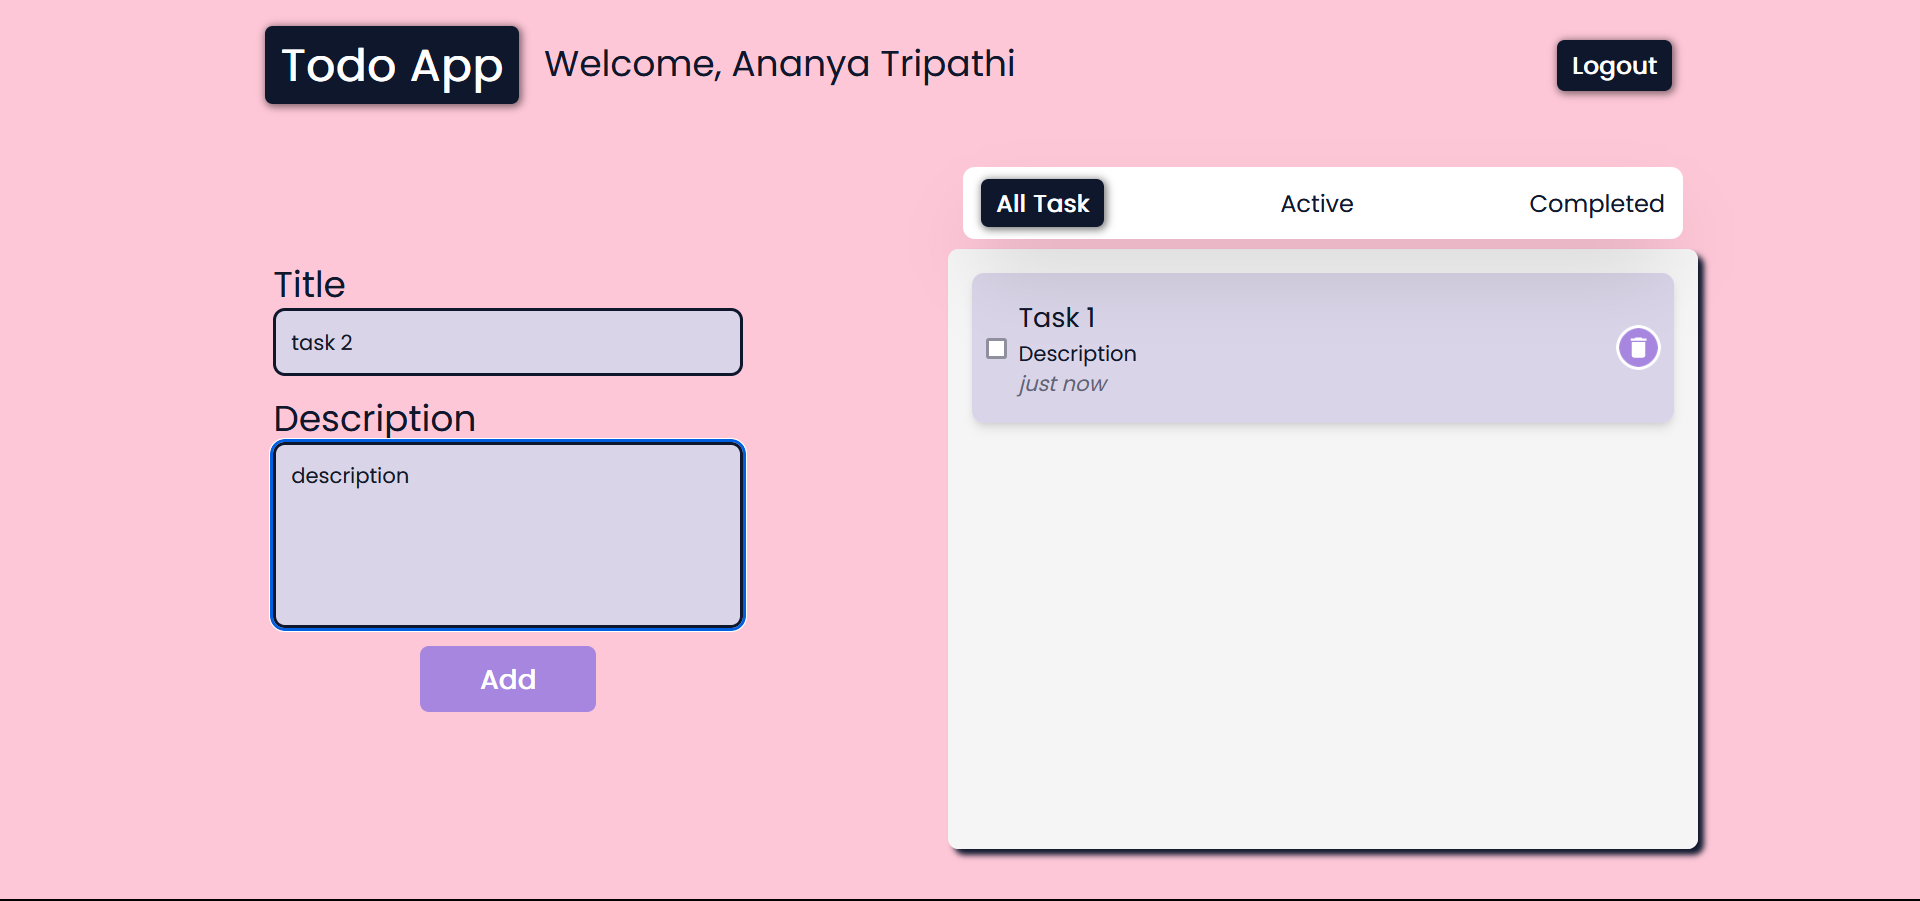 Todo App
Welcome, Ananya Tripathi
Logout
All Task
Active
Completed
Title
task 2
Description
description
Add
Task 1
Description
just now